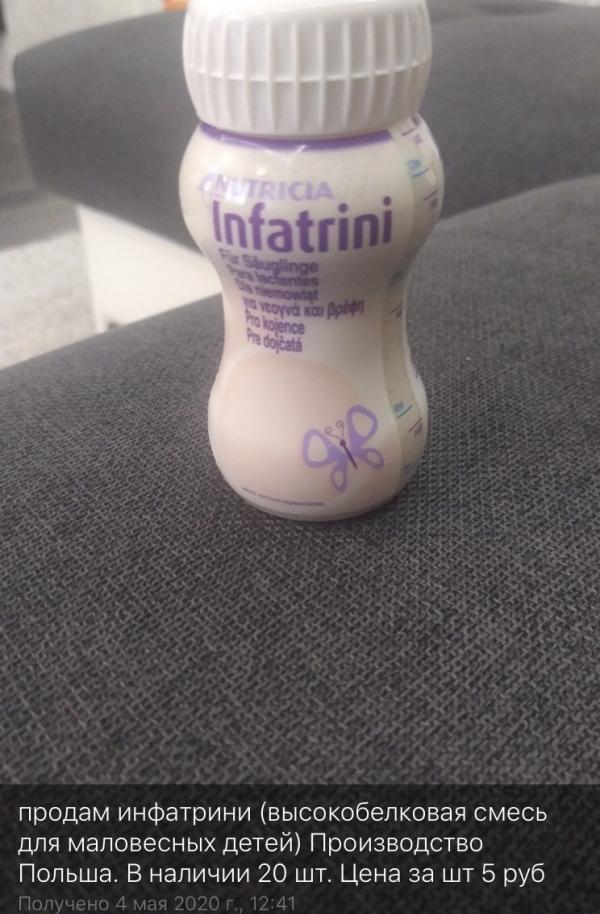 NUTRICIA
Infatrini
Für Säuglinge
Para lactentes
Dla niemowląt
για νεογνά και βρέφη
Pro kojence
Pre dojčatá
продам инфатрини (высокобелковая смесь
для маловесных детей) Производство
Польша. В наличии 20 шт. Цена за шт 5 руб
Получено 4 мая 2020 г., 12:41